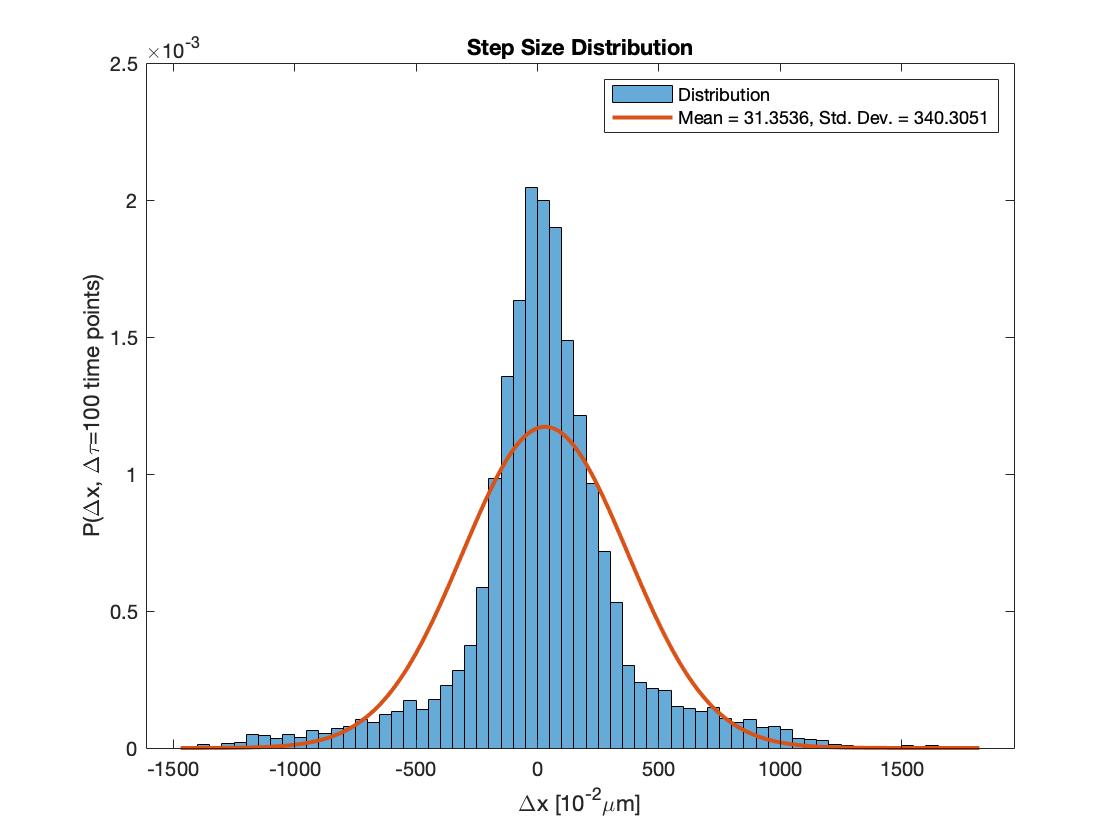 Step Size Distribution
×10⁻³
Distribution
Mean = 31.3536, Std. Dev. = 340.3051
2.5
2
1.5
1
0.5
0
P(Δx, Δτ=100 time points)
-1500 -1000 -500 0 500 1000 1500
Δx [10⁻²μm]